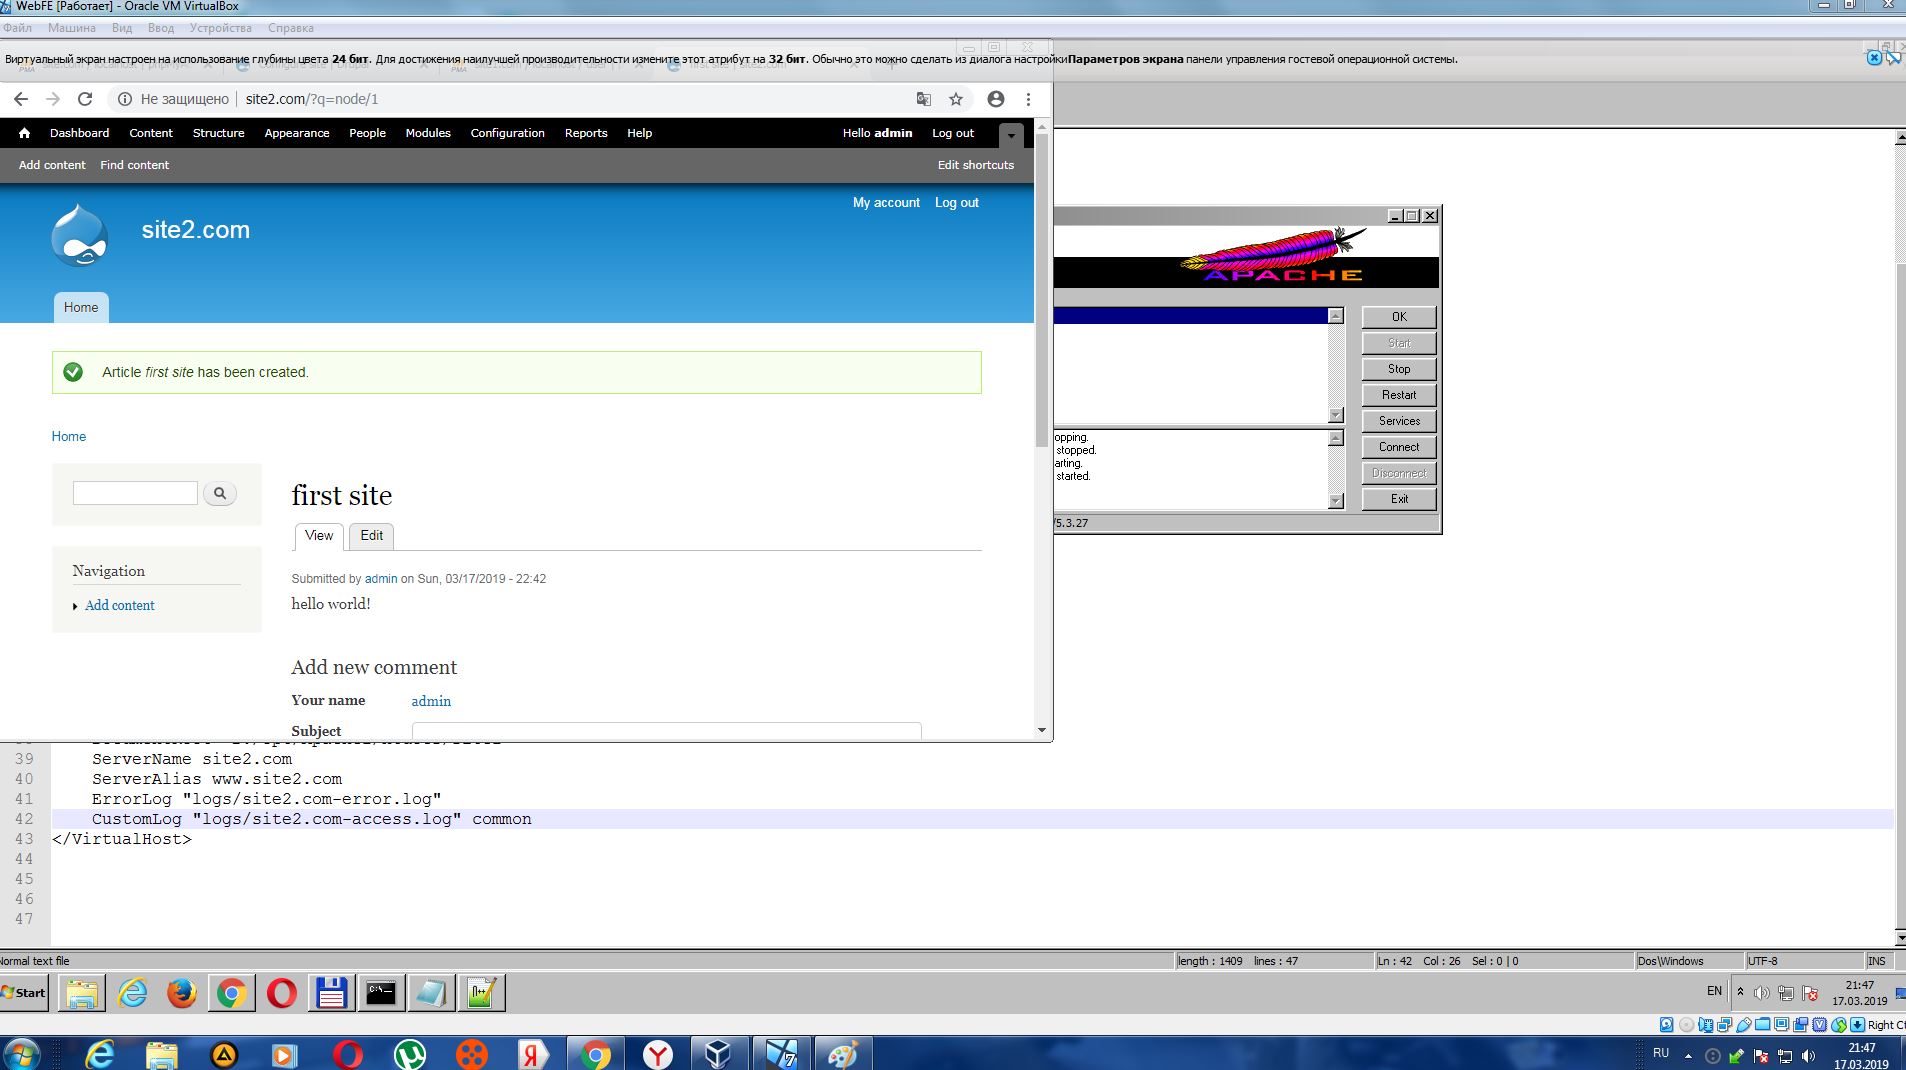 WebFE [Работает] - Oracle VM VirtualBox
Файл Машина Вид Ввод Устройства Справка
Виртуальный экран настроен на использование глубины цвета 24 бит. Для достижения наилучшей производительности измените этот атрибут на 32 бит. Обычно это можно сделать из диалога настройкиПараметров экрана панели управления гостевой операционной системы.
Не защищено site2.com/?q=node/1
Dashboard Content Structure Appearance People Modules Configuration Reports Help Hello admin Log out
Add content Find content Edit shortcuts
My account Log out
site2.com
Home
Article first site has been created.
Home
first site
View Edit
Navigation
Add content
Submitted by admin on Sun, 03/17/2019 - 22:42
hello world!
Add new comment
Your name admin
Subject
APACHE
OK
Start
Stop
Restart
Services
Connect
Disconnect
Exit
opping.
stopped.
arting.
started.
/5.3.27
39 ServerName site2.com
40 ServerAlias www.site2.com
41 ErrorLog "logs/site2.com-error.log"
42 CustomLog "logs/site2.com-access.log" common
43 </VirtualHost>
44
45
46
47
Normal text file length : 1409 lines : 47 Ln : 42 Col : 26 Sel : 0 | 0 Dos\Windows UTF-8 INS
Start EN 21:47
17.03.2019
Right Ct
RU 21:47
17.03.2019